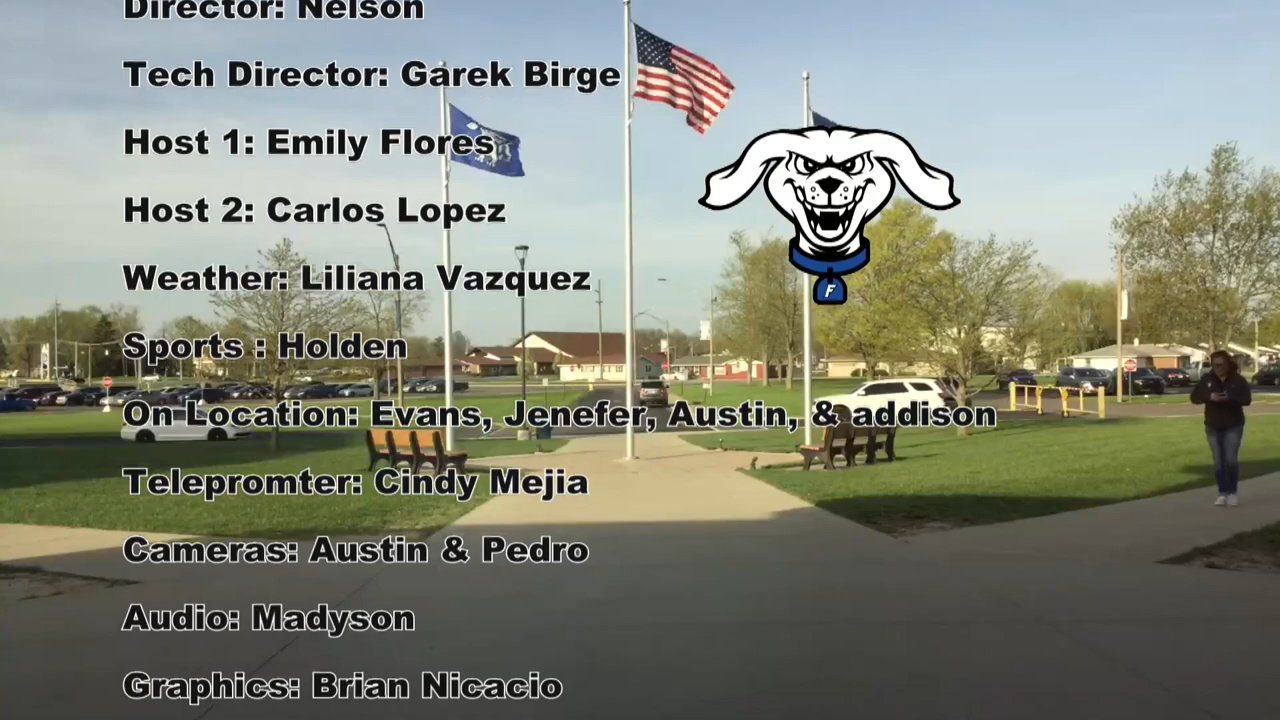 Director: Nelson
Tech Director: Garek Birge
Host 1: Emily Flores
Host 2: Carlos Lopez
Weather: Liliana Vazquez
Sports : Holden
On Location: Evans, Jenefer, Austin, & addison
Telepromter: Cindy Mejia
Cameras: Austin & Pedro
Audio: Madyson
Graphics: Brian Nicacio
F